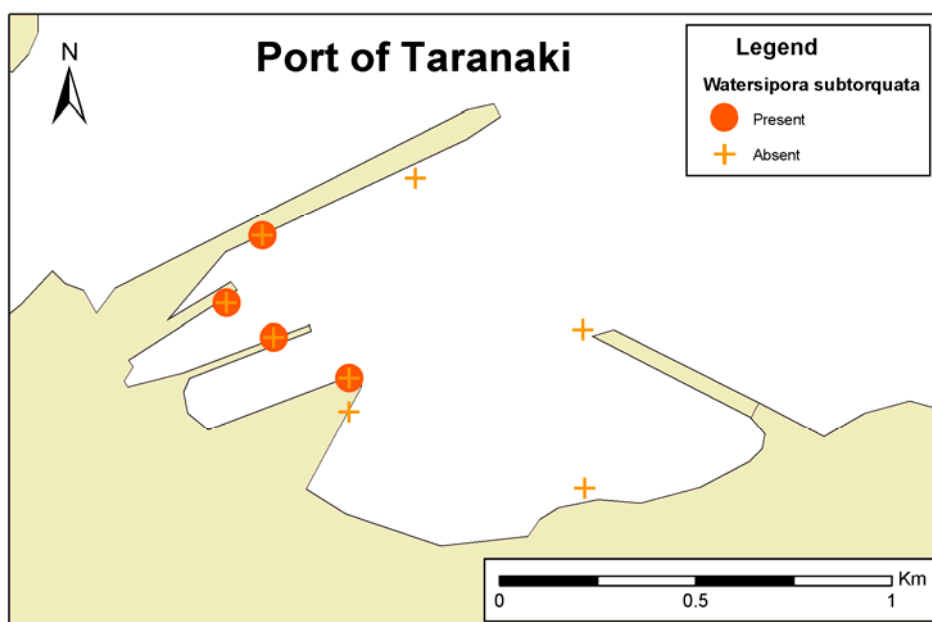 Port of Taranaki
N
Legend
Watersipora subtorquata
Present
Absent
Km
0 0.5 1